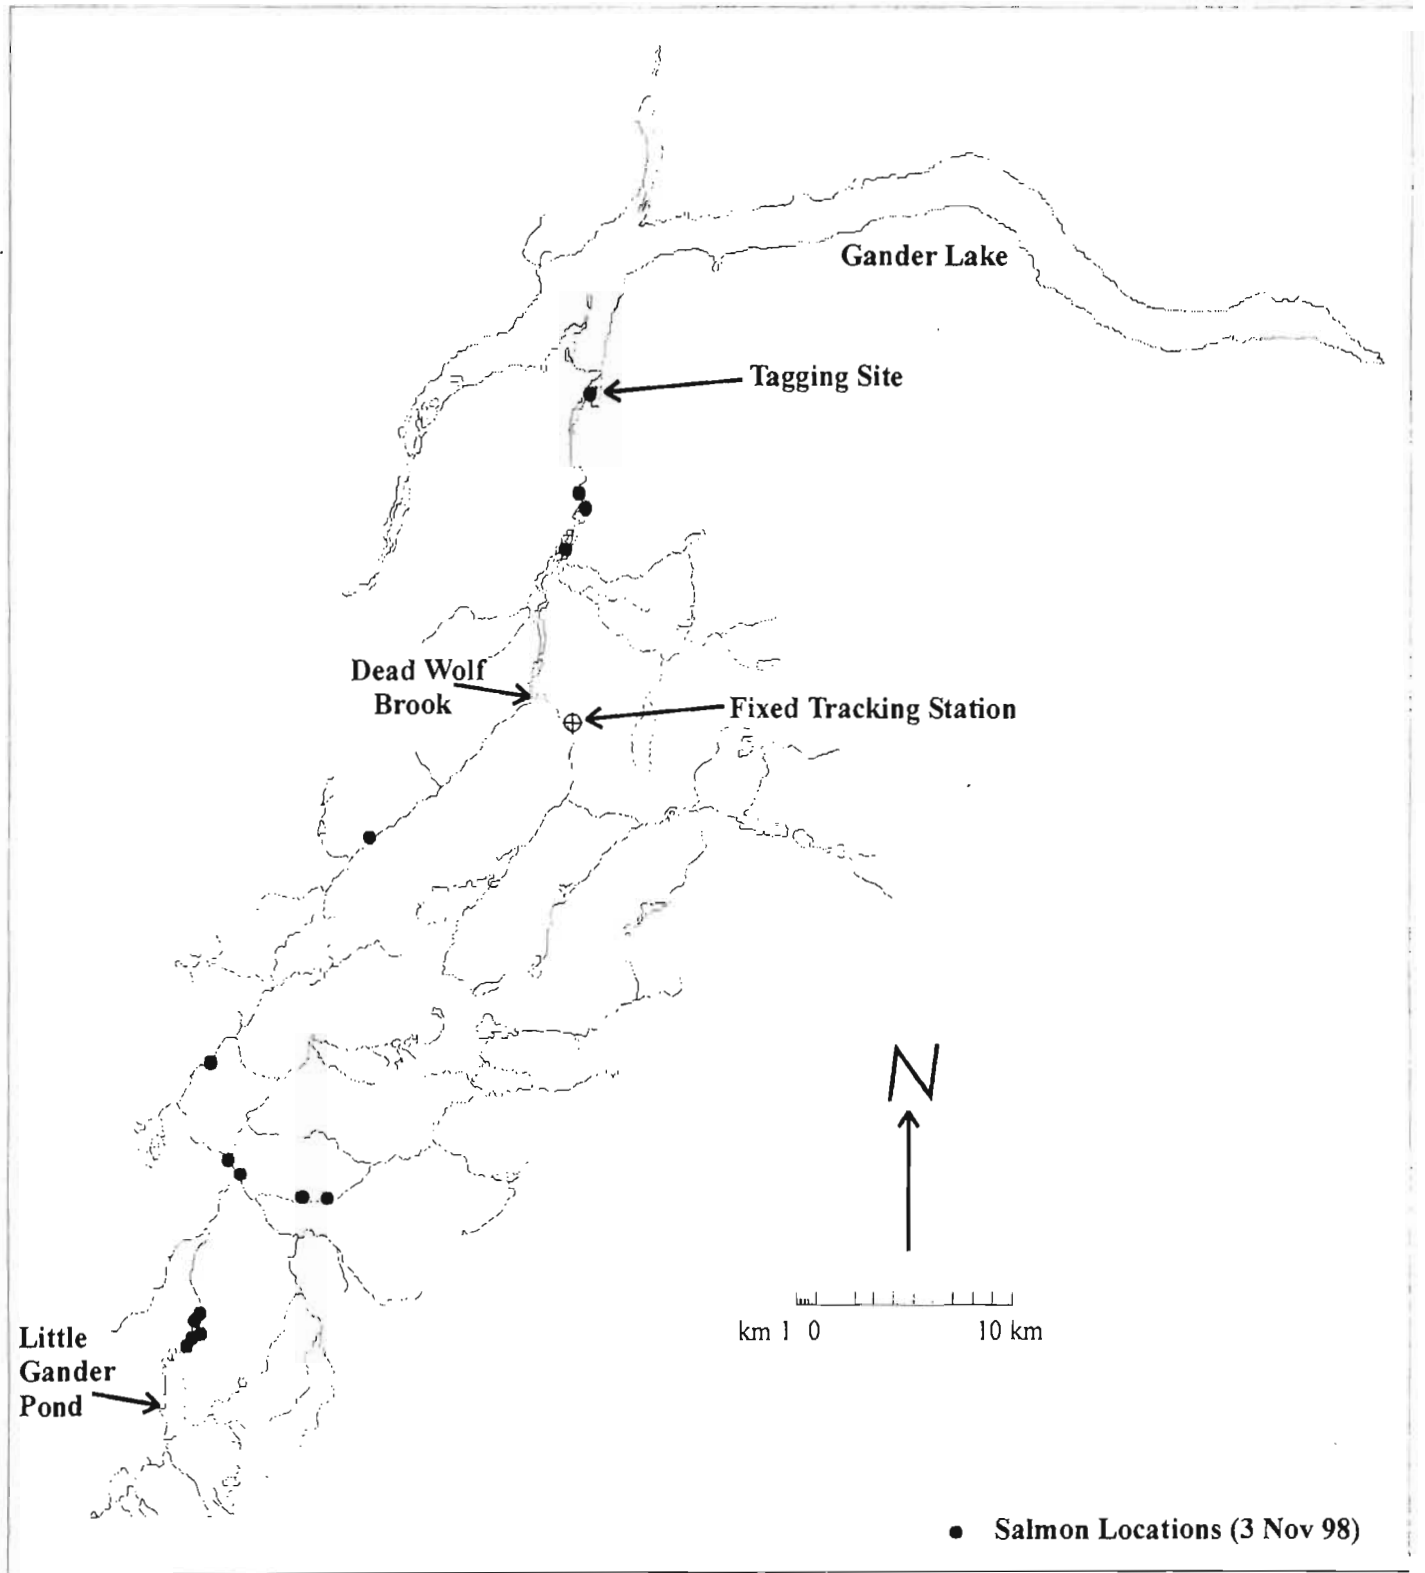 Gander Lake
Tagging Site
Dead Wolf
Brook
Fixed Tracking Station
N
km 1 0 10 km
Little
Gander
Pond
Salmon Locations (3 Nov 98)